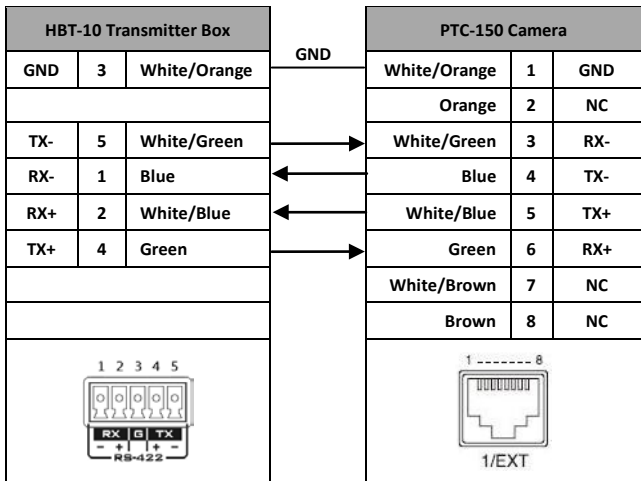 HBT-10 Transmitter Box PTC-150 Camera
GND
GND 3 White/Orange White/Orange 1 GND
Orange 2 NC
TX- 5 White/Green White/Green 3 RX-
RX- 1 Blue Blue 4 TX-
RX+ 2 White/Blue White/Blue 5 TX+
TX+ 4 Green Green 6 RX+
White/Brown 7 NC
Brown 8 NC
1 2 3 4 5
RX G TX
- + + -
RS-422
1 ------- 8
1/EXT